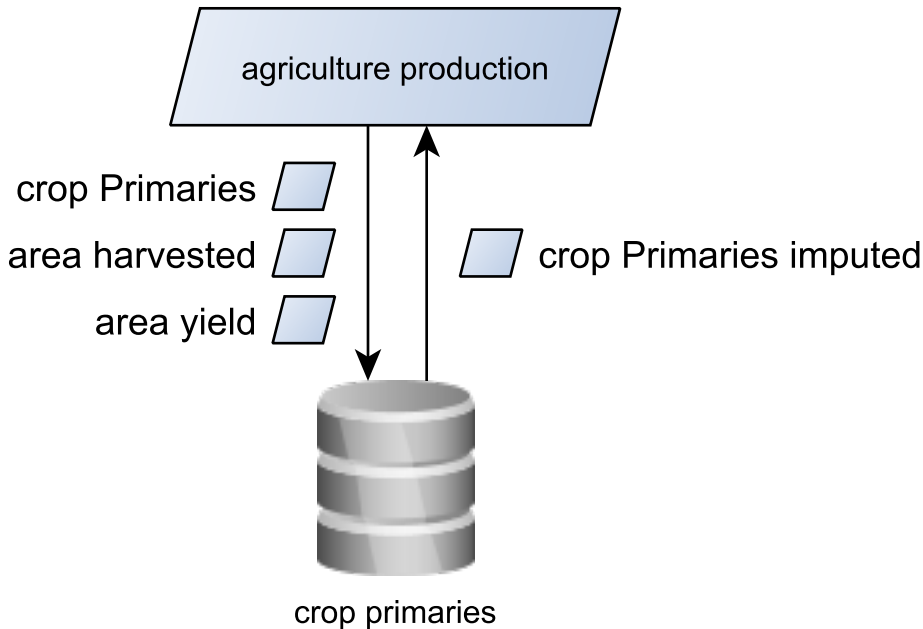 agriculture production
crop Primaries
area harvested
crop Primaries imputed
area yield
crop primaries